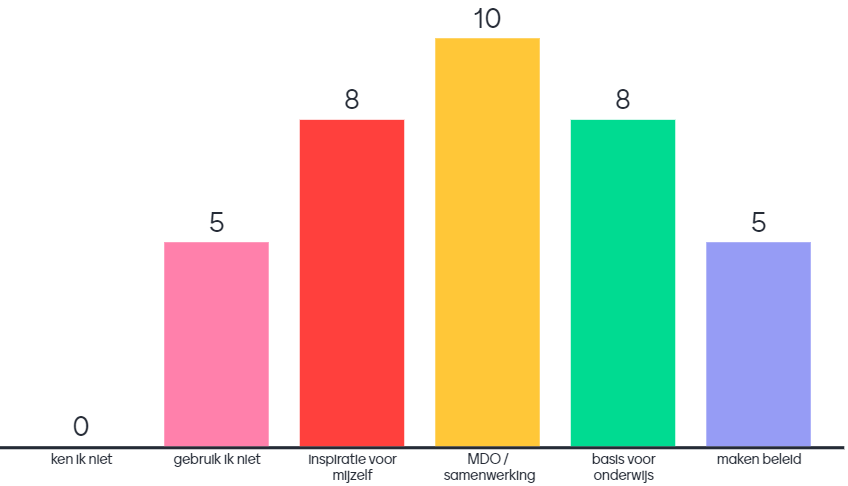 10
8
8
5
5
0
ken ik niet
gebruik ik niet
inspiratie voor
mijzelf
MDO /
samenwerking
basis voor
onderwijs
maken beleid